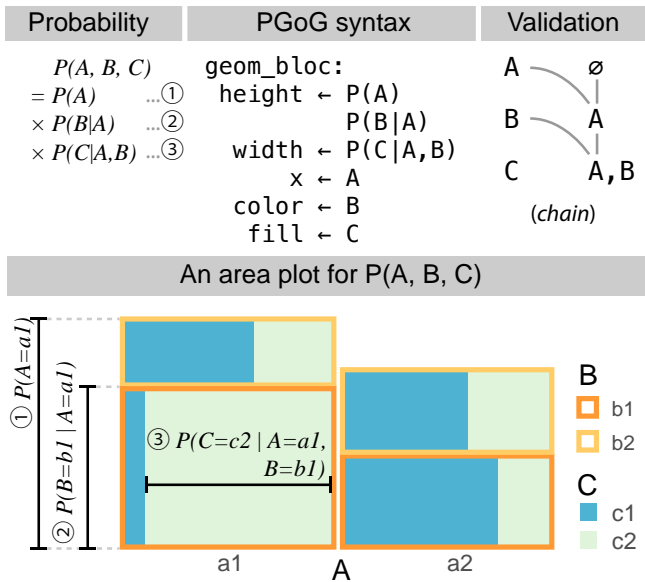 Probability
P(A, B, C)
= P(A) ...①
× P(B|A) ...②
× P(C|A,B) ...③
PGoG syntax
geom_bloc:
height ← P(A)
P(B|A)
width ← P(C|A,B)
x ← A
color ← B
fill ← C
Validation
A ∅
B A
C A,B
(chain)
An area plot for P(A, B, C)
① P(A=a1)
② P(B=b1 | A=a1)
③ P(C=c2 | A=a1,
B=b1)
a1
a2
A
B
b1
b2
C
c1
c2